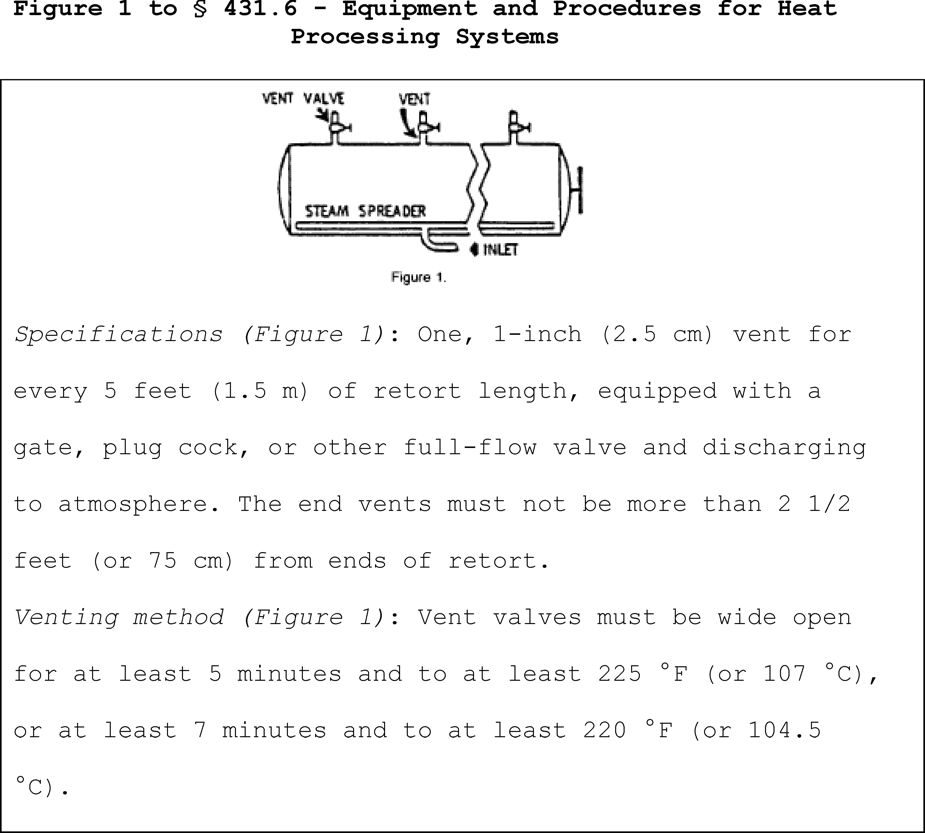 Figure 1 to § 431.6 - Equipment and Procedures for Heat
Processing Systems
VENT VALVE VENT
STEAM SPREADER
INLET
Figure 1.
Specifications (Figure 1): One, 1-inch (2.5 cm) vent for
every 5 feet (1.5 m) of retort length, equipped with a
gate, plug cock, or other full-flow valve and discharging
to atmosphere. The end vents must not be more than 2 1/2
feet (or 75 cm) from ends of retort.
Venting method (Figure 1): Vent valves must be wide open
for at least 5 minutes and to at least 225 °F (or 107 °C),
or at least 7 minutes and to at least 220 °F (or 104.5
°C).